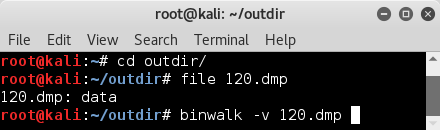 root@kali: ~/outdir
File Edit View Search Terminal Help
root@kali:~# cd outdir/
root@kali:~/outdir# file 120.dmp
120.dmp: data
root@kali:~/outdir# binwalk -v 120.dmp